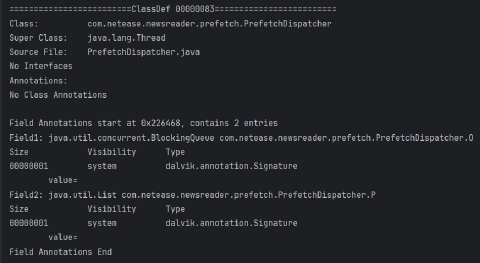 =========================ClassDef 00000083=========================
Class: com.netease.newsreader.prefetch.PrefetchDispatcher
Super Class: java.lang.Thread
Source File: PrefetchDispatcher.java
No Interfaces
Annotations:
No Class Annotations
Field Annotations start at 0x226468, contains 2 entries
Field1: java.util.concurrent.BlockingQueue com.netease.newsreader.prefetch.PrefetchDispatcher.O
Size Visibility Type
00000001 system dalvik.annotation.Signature
value=
Field2: java.util.List com.netease.newsreader.prefetch.PrefetchDispatcher.P
Size Visibility Type
00000001 system dalvik.annotation.Signature
value=
Field Annotations End